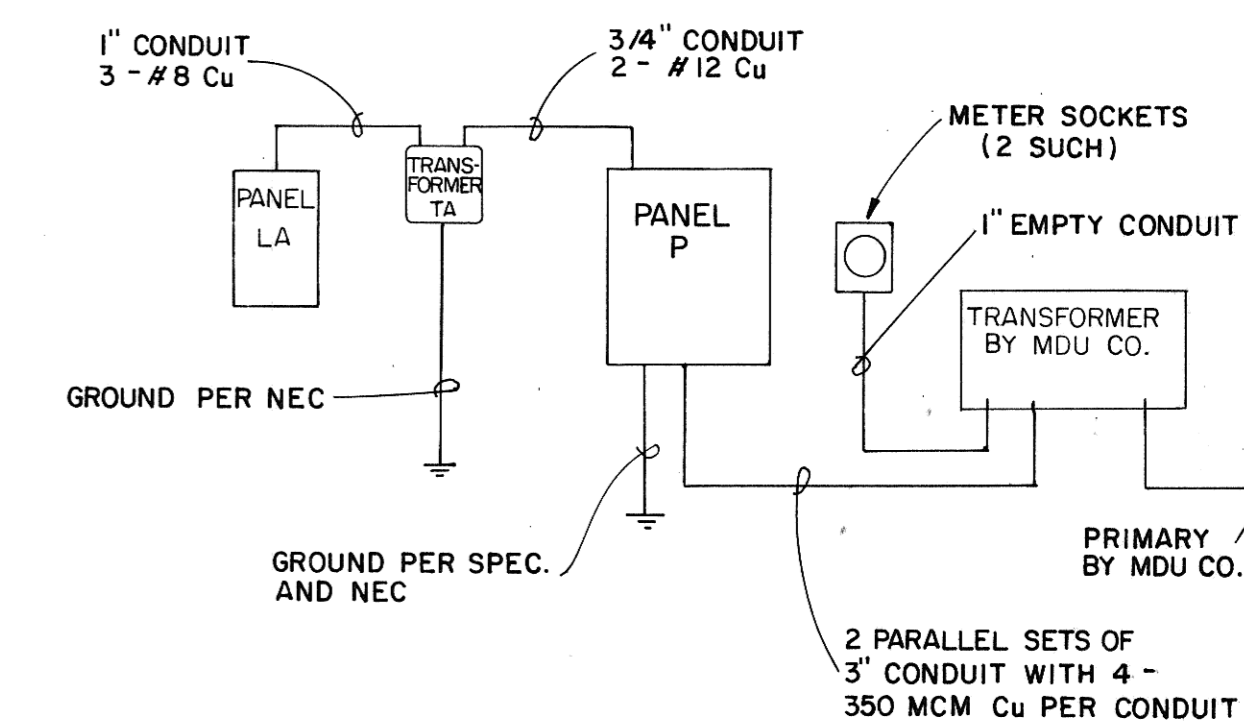 1" CONDUIT
3 - #8 Cu
3/4" CONDUIT
2 - #12 Cu
METER SOCKETS
(2 SUCH)
PANEL
LA
TRANS-
FORMER
TA
PANEL
P
1" EMPTY CONDUIT
TRANSFORMER
BY MDU CO.
GROUND PER NEC
GROUND PER SPEC.
AND NEC
PRIMARY
BY MDU CO.
2 PARALLEL SETS OF
3" CONDUIT WITH 4 -
350 MCM Cu PER CONDUIT